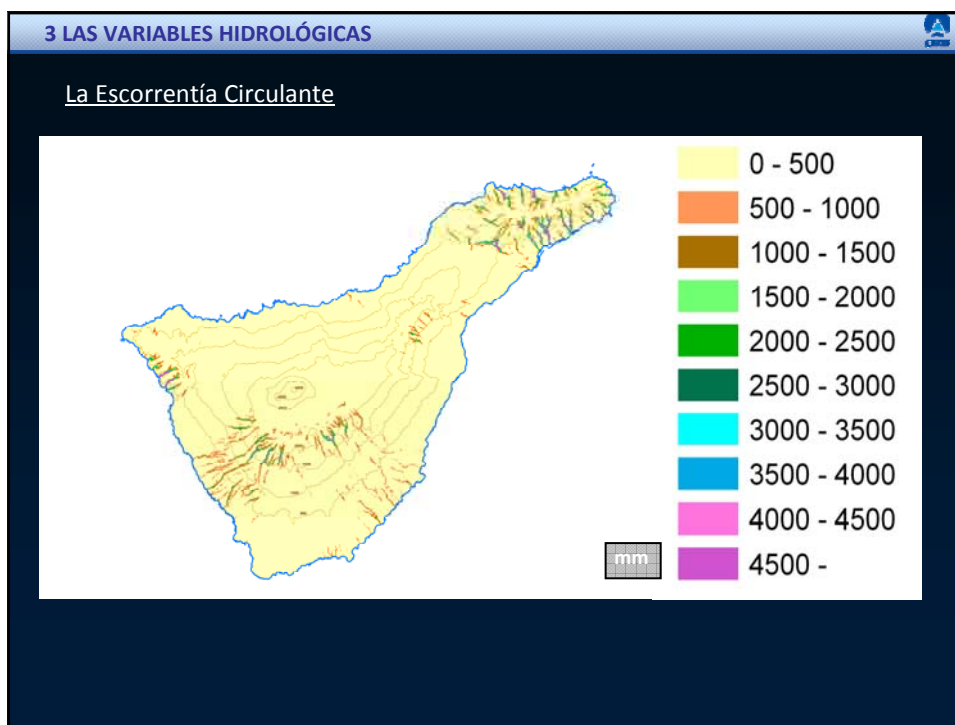 3 LAS VARIABLES HIDROLÓGICAS
La Escorrentía Circulante
0 - 500
500 - 1000
1000 - 1500
1500 - 2000
2000 - 2500
2500 - 3000
3000 - 3500
3500 - 4000
4000 - 4500
4500 -
mm